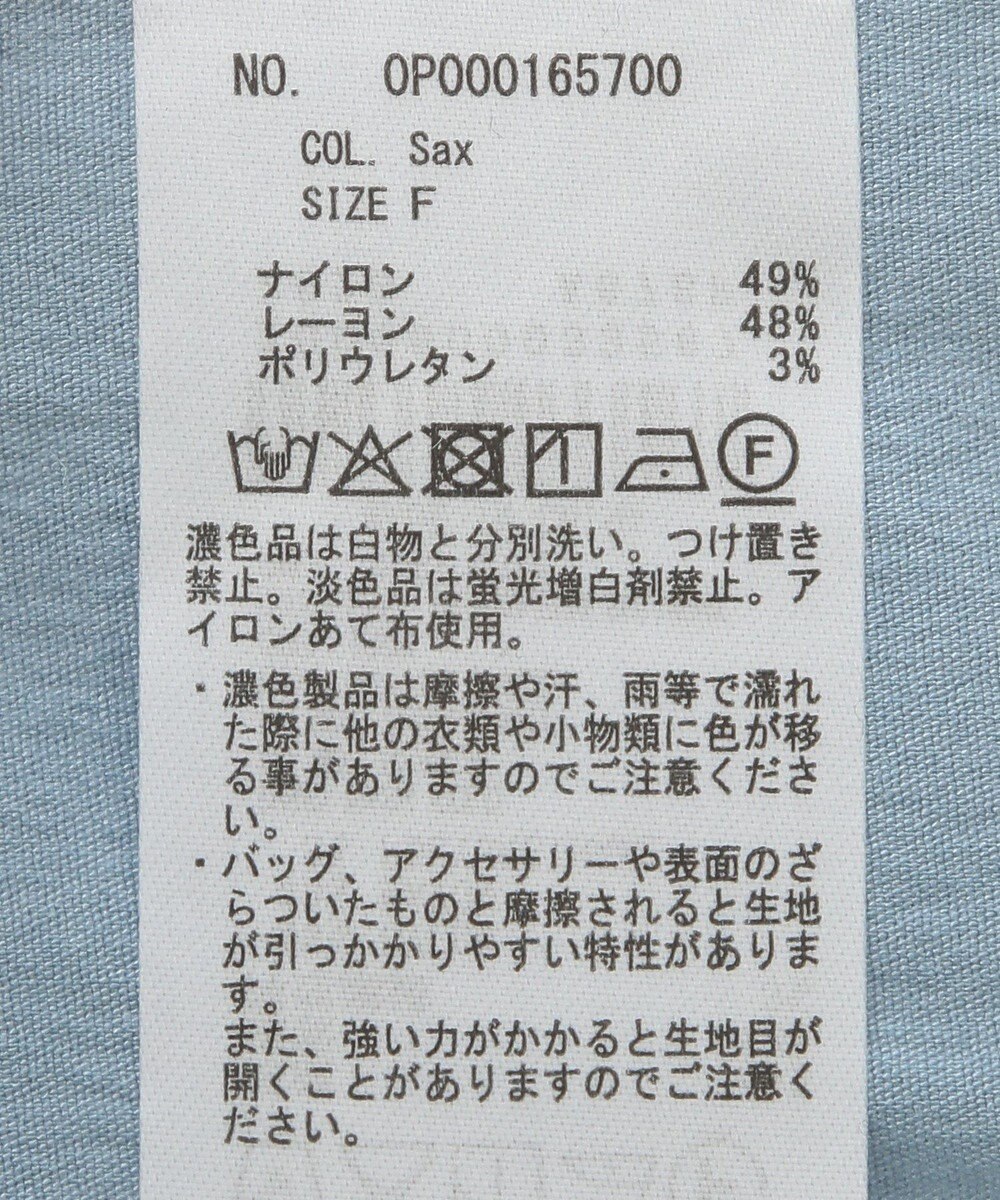 NO. OP000165700
COL. Sax
SIZE F
ナイロン 49%
レーヨン 48%
ポリウレタン 3%
F
濃色品は白物と分別洗い。つけ置き
禁止。淡色品は蛍光増白剤禁止。ア
イロンあて布使用。
・濃色製品は摩擦や汗、雨等で濡れ
た際に他の衣類や小物類に色が移
る事がありますのでご注意くださ
い。
・バッグ、アクセサリーや表面のざ
らついたものと摩擦されると生地
が引っかかりやすい特性がありま
す。
また、強い力がかかると生地目が
開くことがありますのでご注意く
ださい。